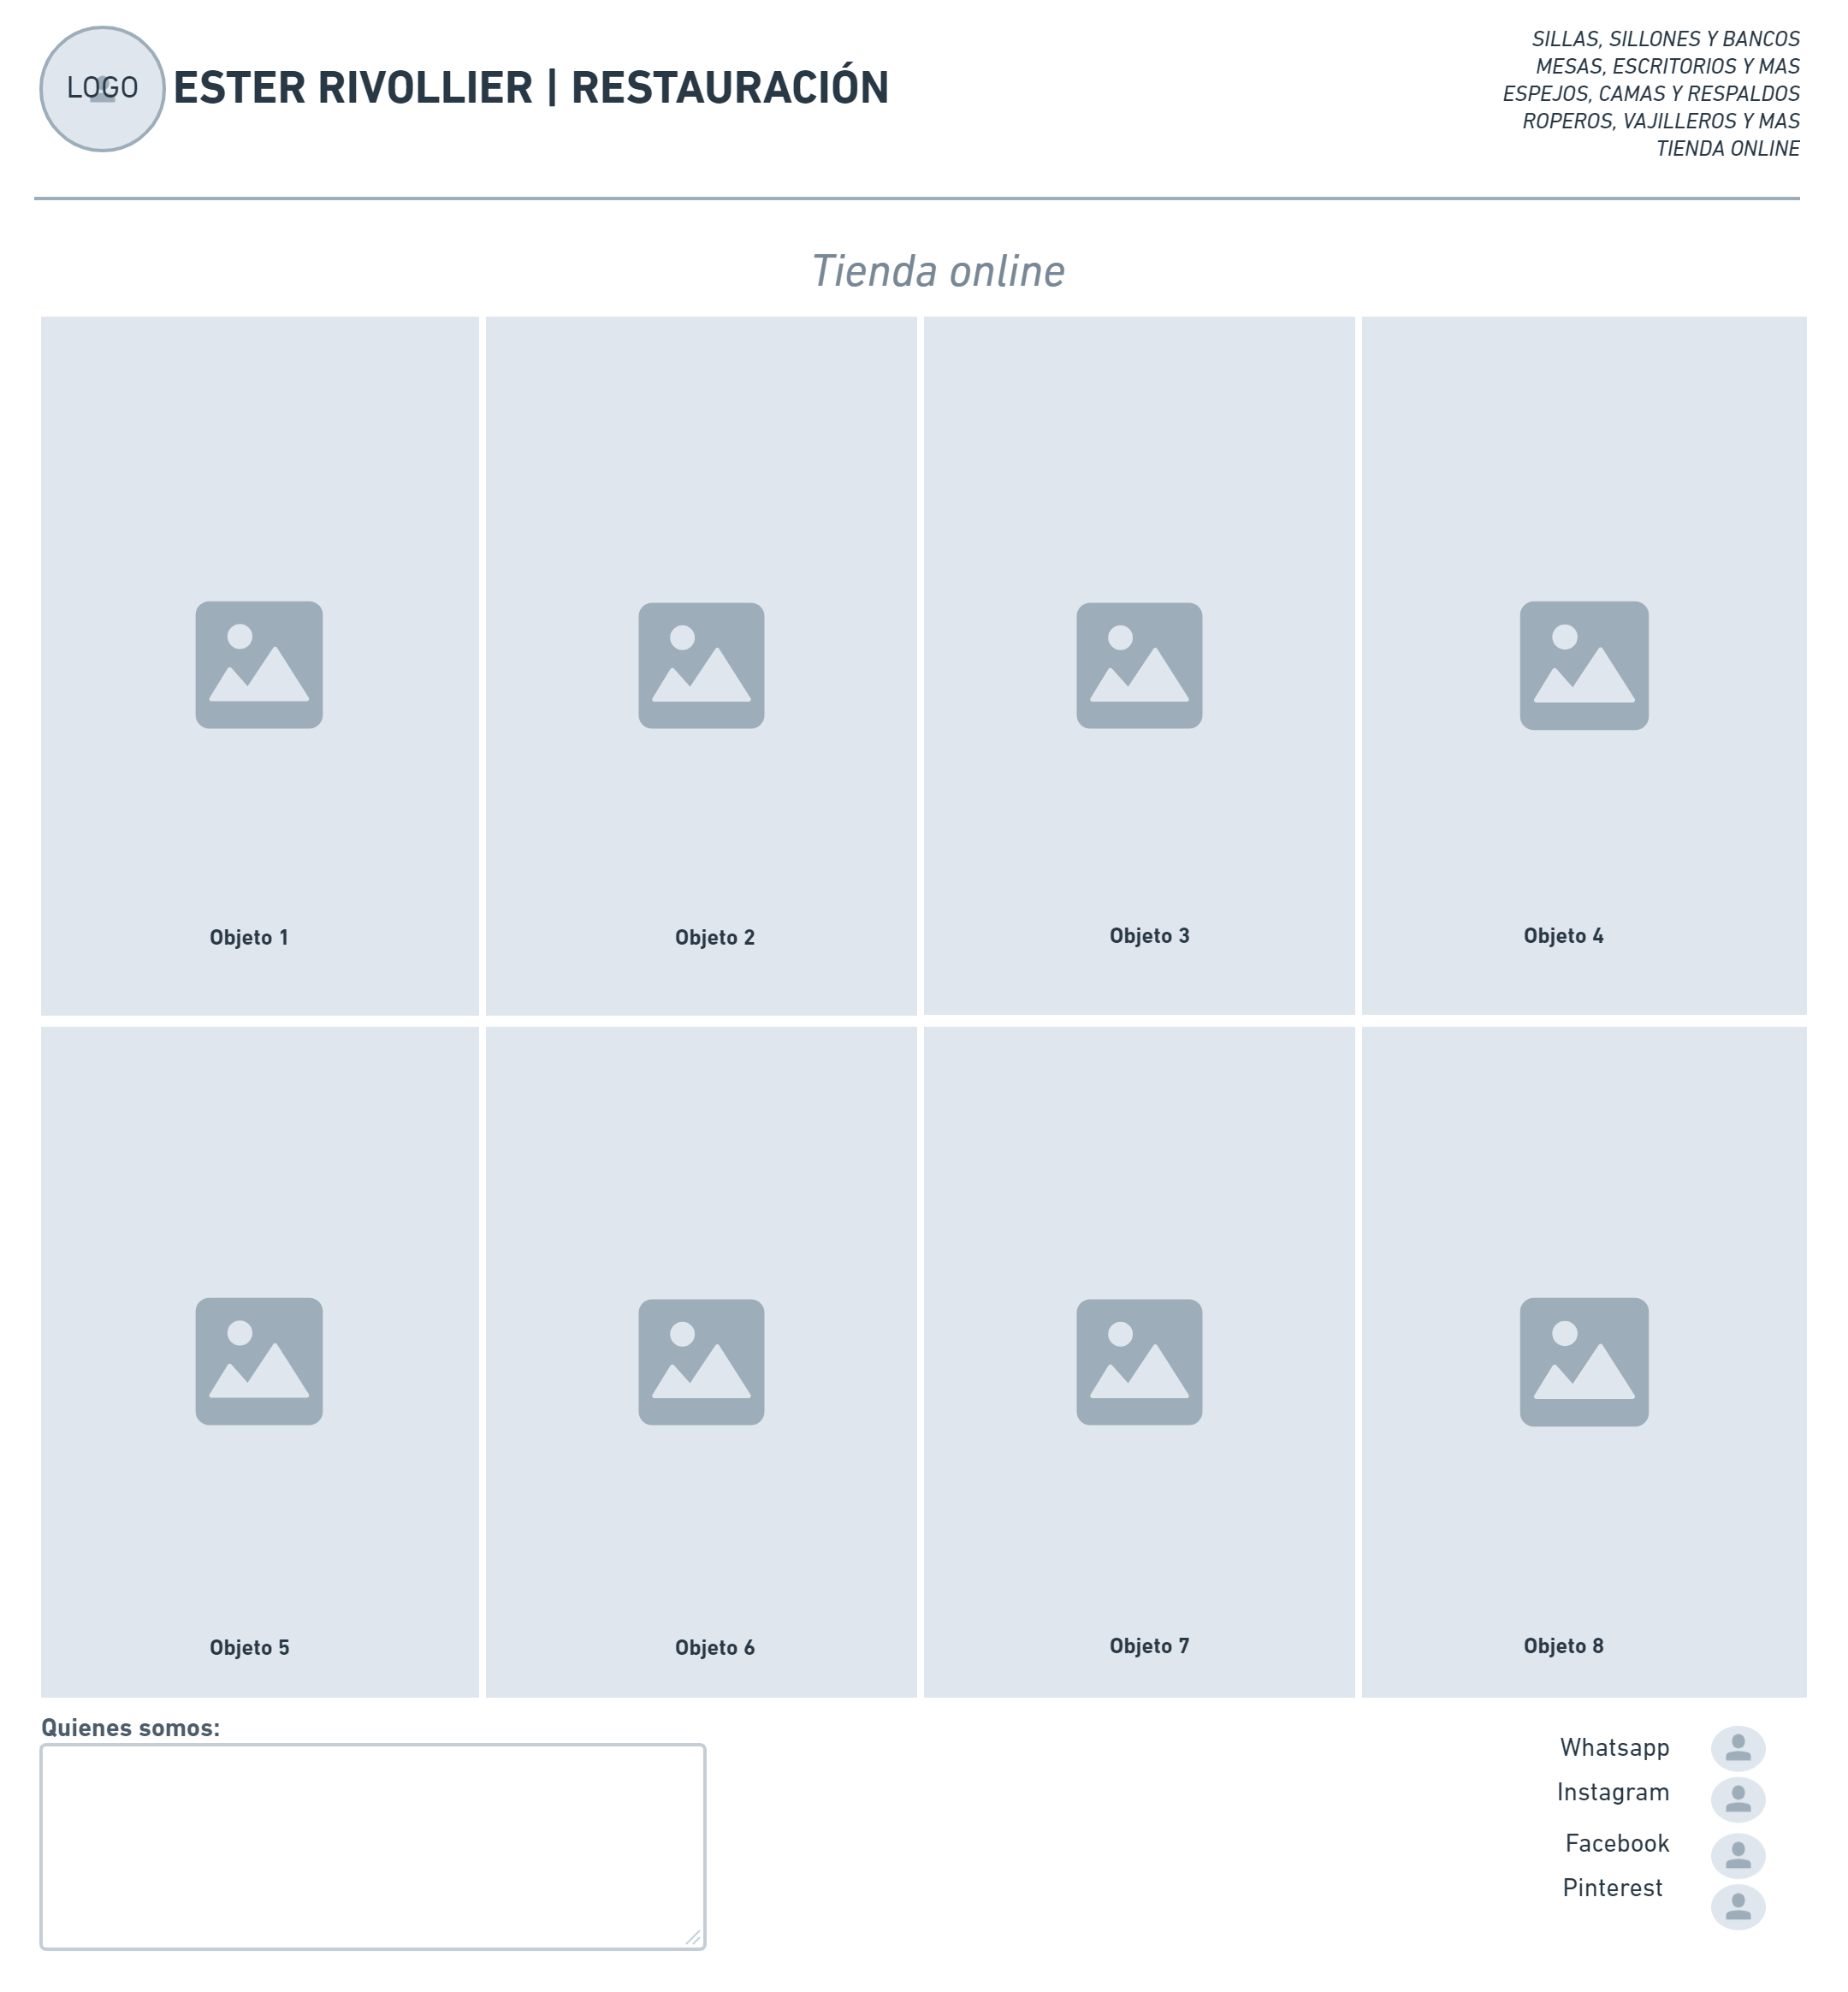 LOGO
ESTER RIVOLLIER | RESTAURACIÓN
SILLAS, SILLONES Y BANCOS
MESAS, ESCRITORIOS Y MAS
ESPEJOS, CAMAS Y RESPALDOS
ROPEROS, VAJILLEROS Y MAS
TIENDA ONLINE
Tienda online
Objeto 1
Objeto 2
Objeto 3
Objeto 4
Objeto 5
Objeto 6
Objeto 7
Objeto 8
Quienes somos:
Whatsapp
Instagram
Facebook
Pinterest